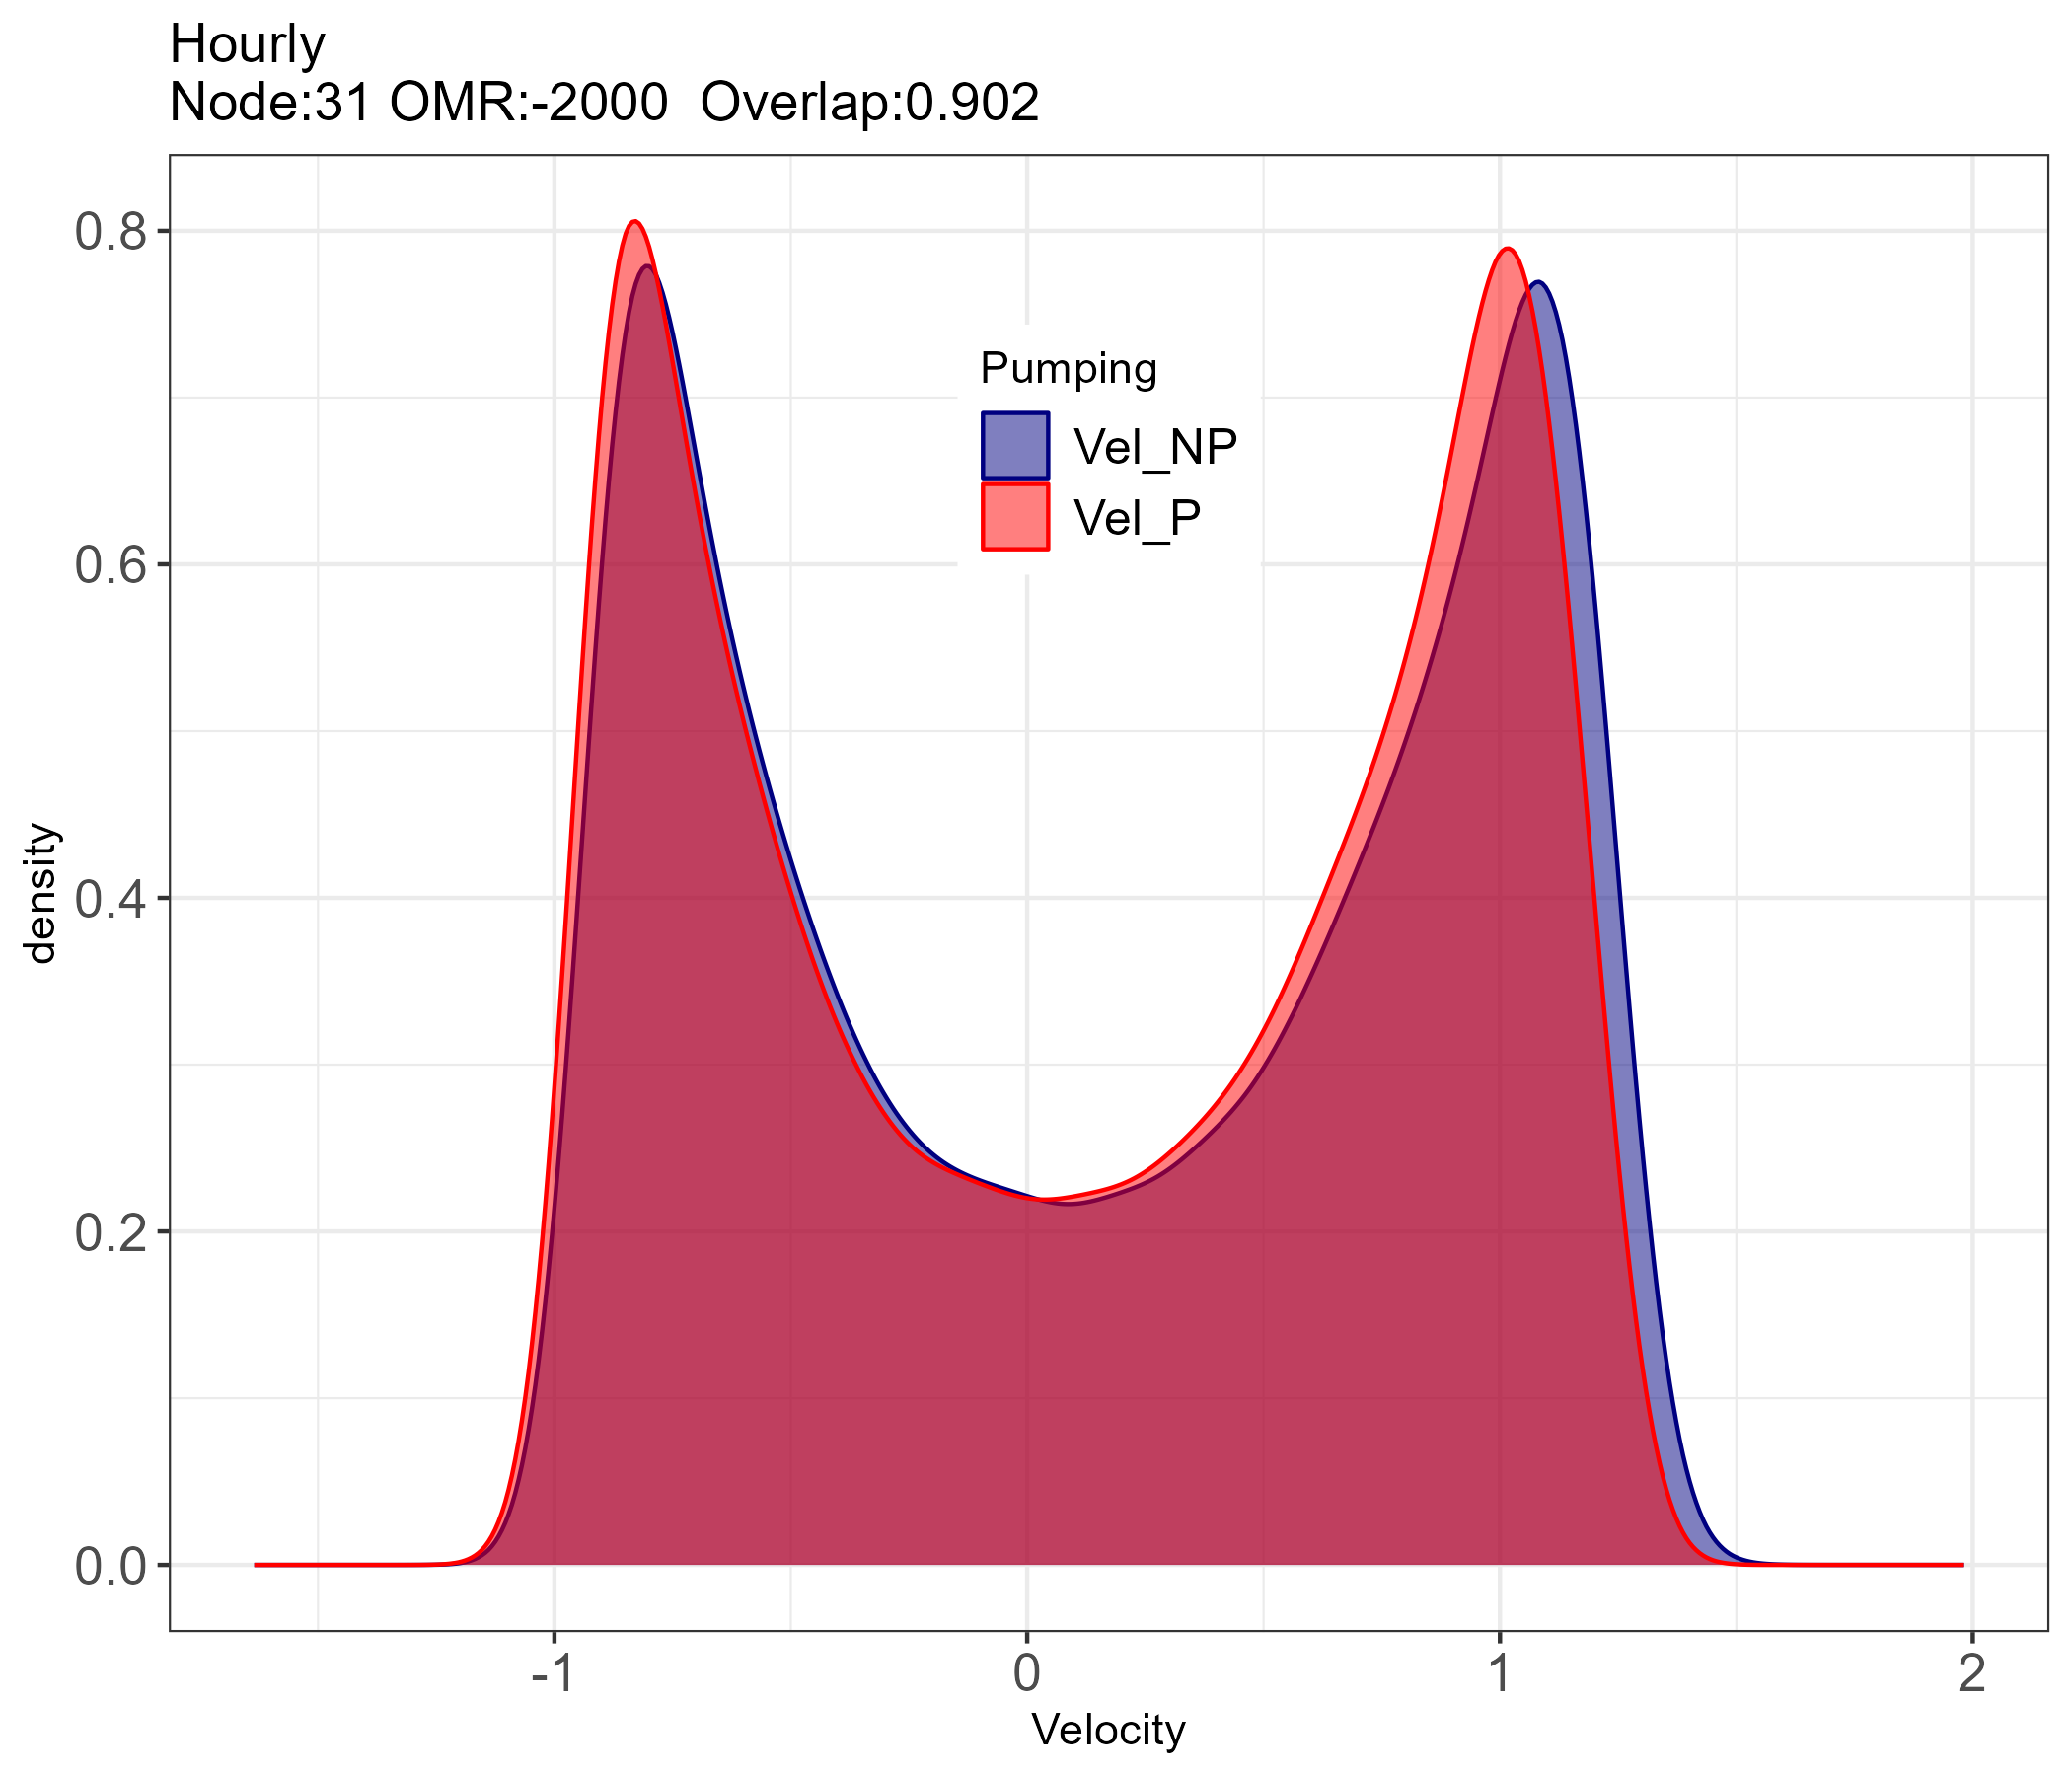 Hourly
Node:31 OMR:-2000  Overlap:0.902
0.8
0.6
0.4
0.2
0.0
density
Pumping
Vel_NP
Vel_P
-1
0
1
2
Velocity